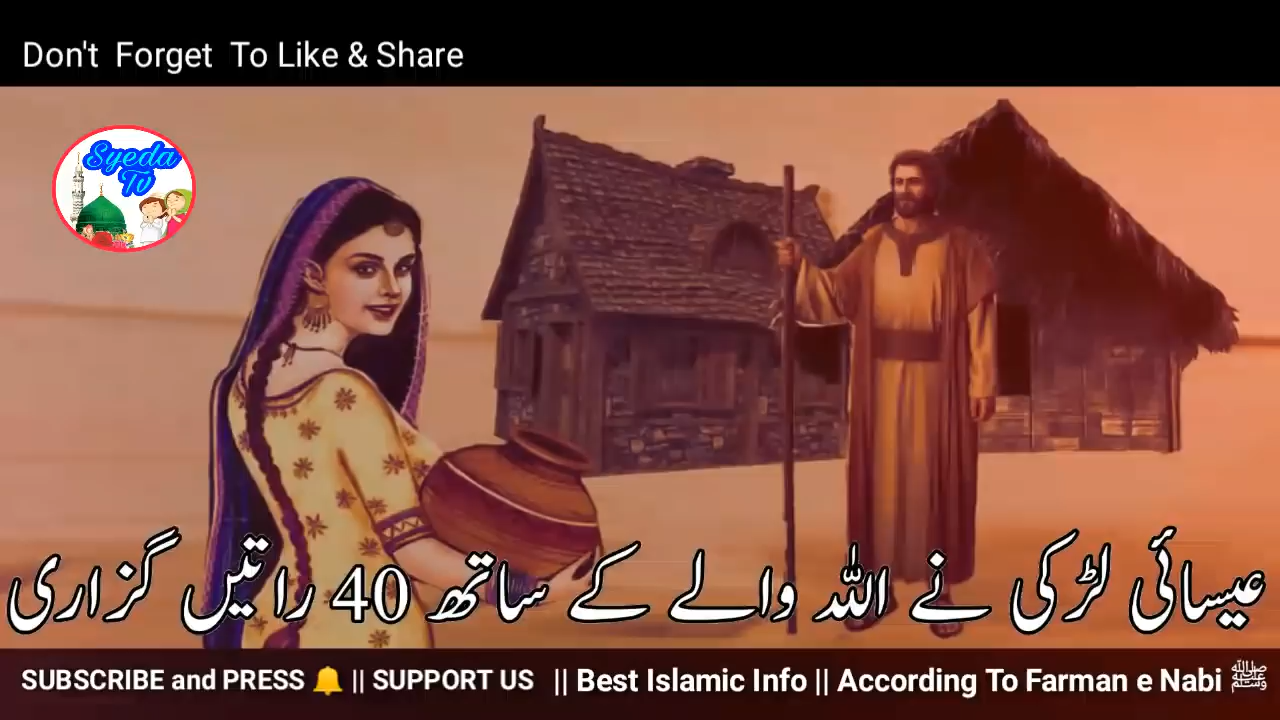 Don't Forget To Like & Share
Syeda
Tv
عیسائی لڑکی نے اللہ والے کے ساتھ 40 راتیں گزاری
SUBSCRIBE and PRESS 🔔 || SUPPORT US || Best Islamic Info || According To Farman e Nabi ﷺ